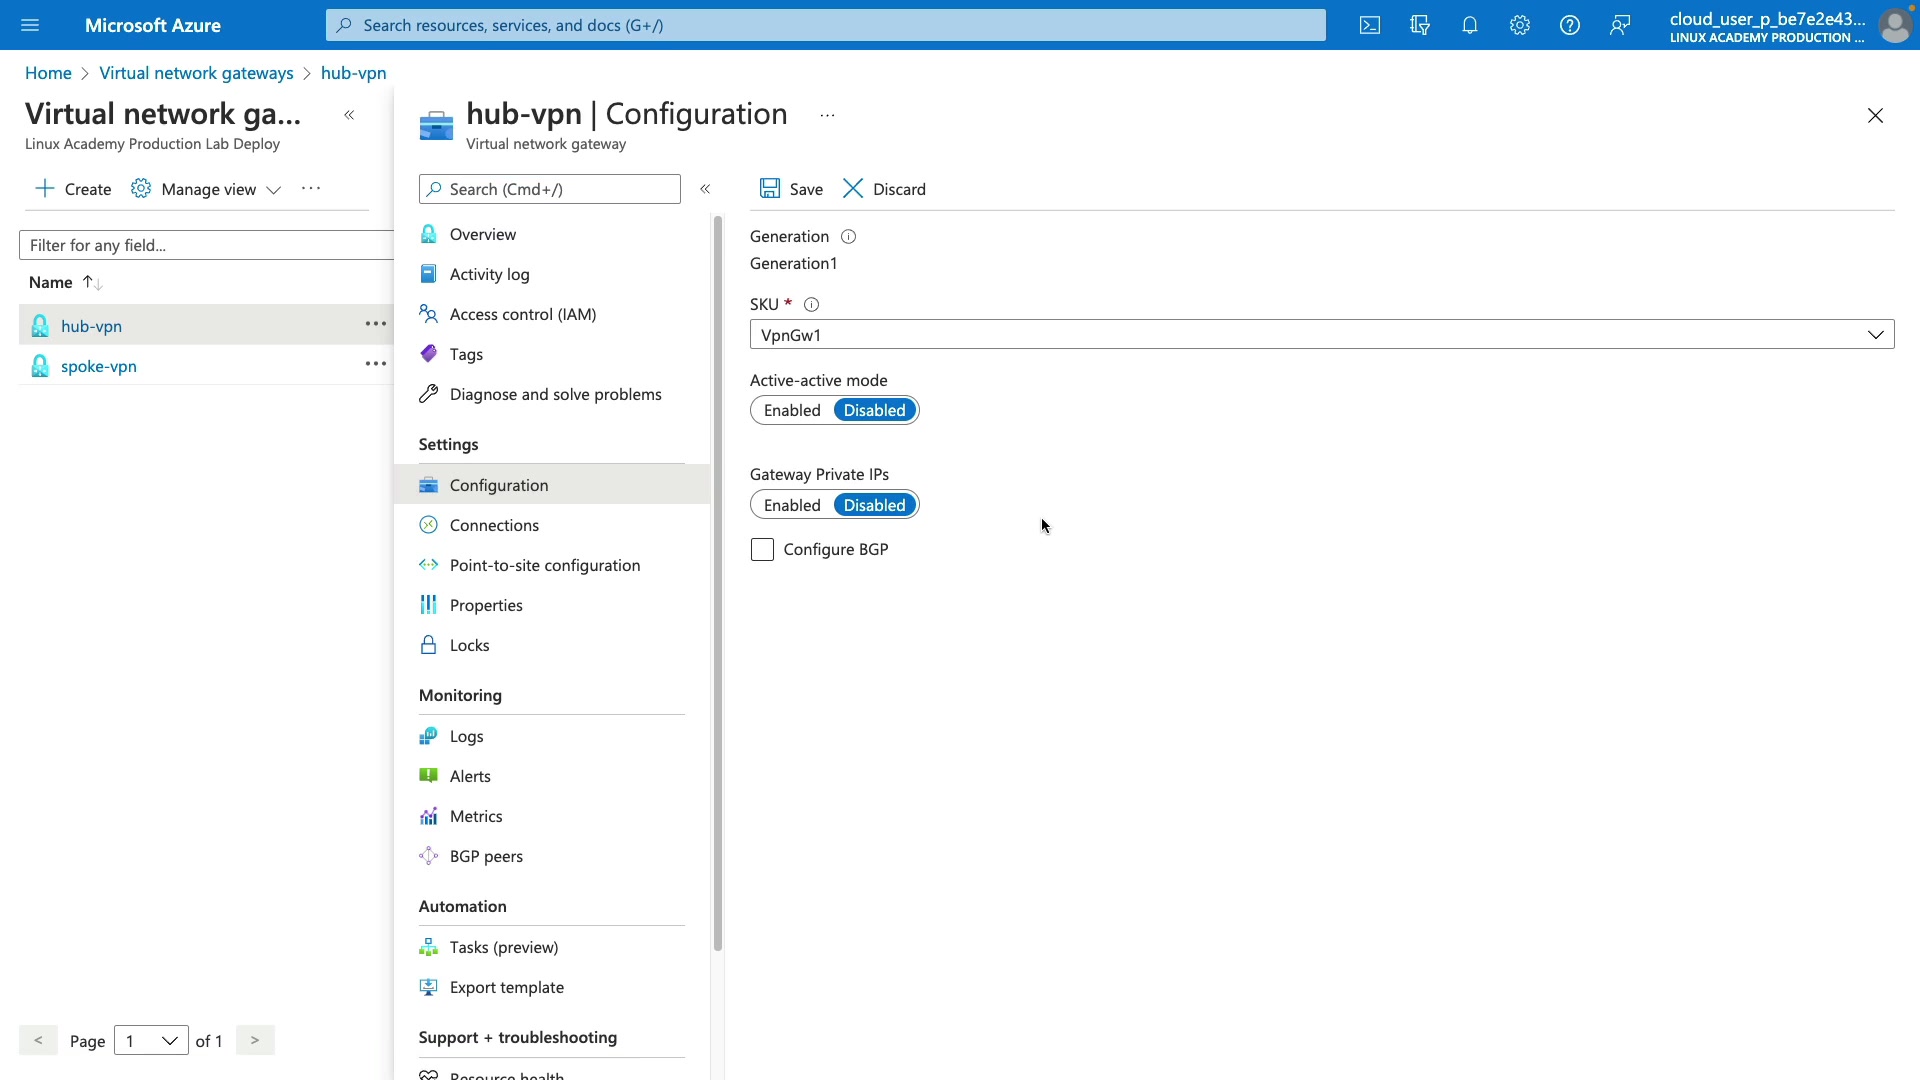 Microsoft Azure
Search resources, services, and docs (G+/)
cloud_user_p_be7e2e43...
LINUX ACADEMY PRODUCTION ...
Home > Virtual network gateways > hub-vpn
Virtual network ga...
Linux Academy Production Lab Deploy
Create
Manage view
Filter for any field...
Name
hub-vpn
spoke-vpn
< Page 1 of 1 >
hub-vpn | Configuration
Virtual network gateway
Search (Cmd+/)
Overview
Activity log
Access control (IAM)
Tags
Diagnose and solve problems
Settings
Configuration
Connections
Point-to-site configuration
Properties
Locks
Monitoring
Logs
Alerts
Metrics
BGP peers
Automation
Tasks (preview)
Export template
Support + troubleshooting
Resource health
Save
Discard
Generation
Generation1
SKU *
VpnGw1
Active-active mode
Enabled Disabled
Gateway Private IPs
Enabled Disabled
Configure BGP